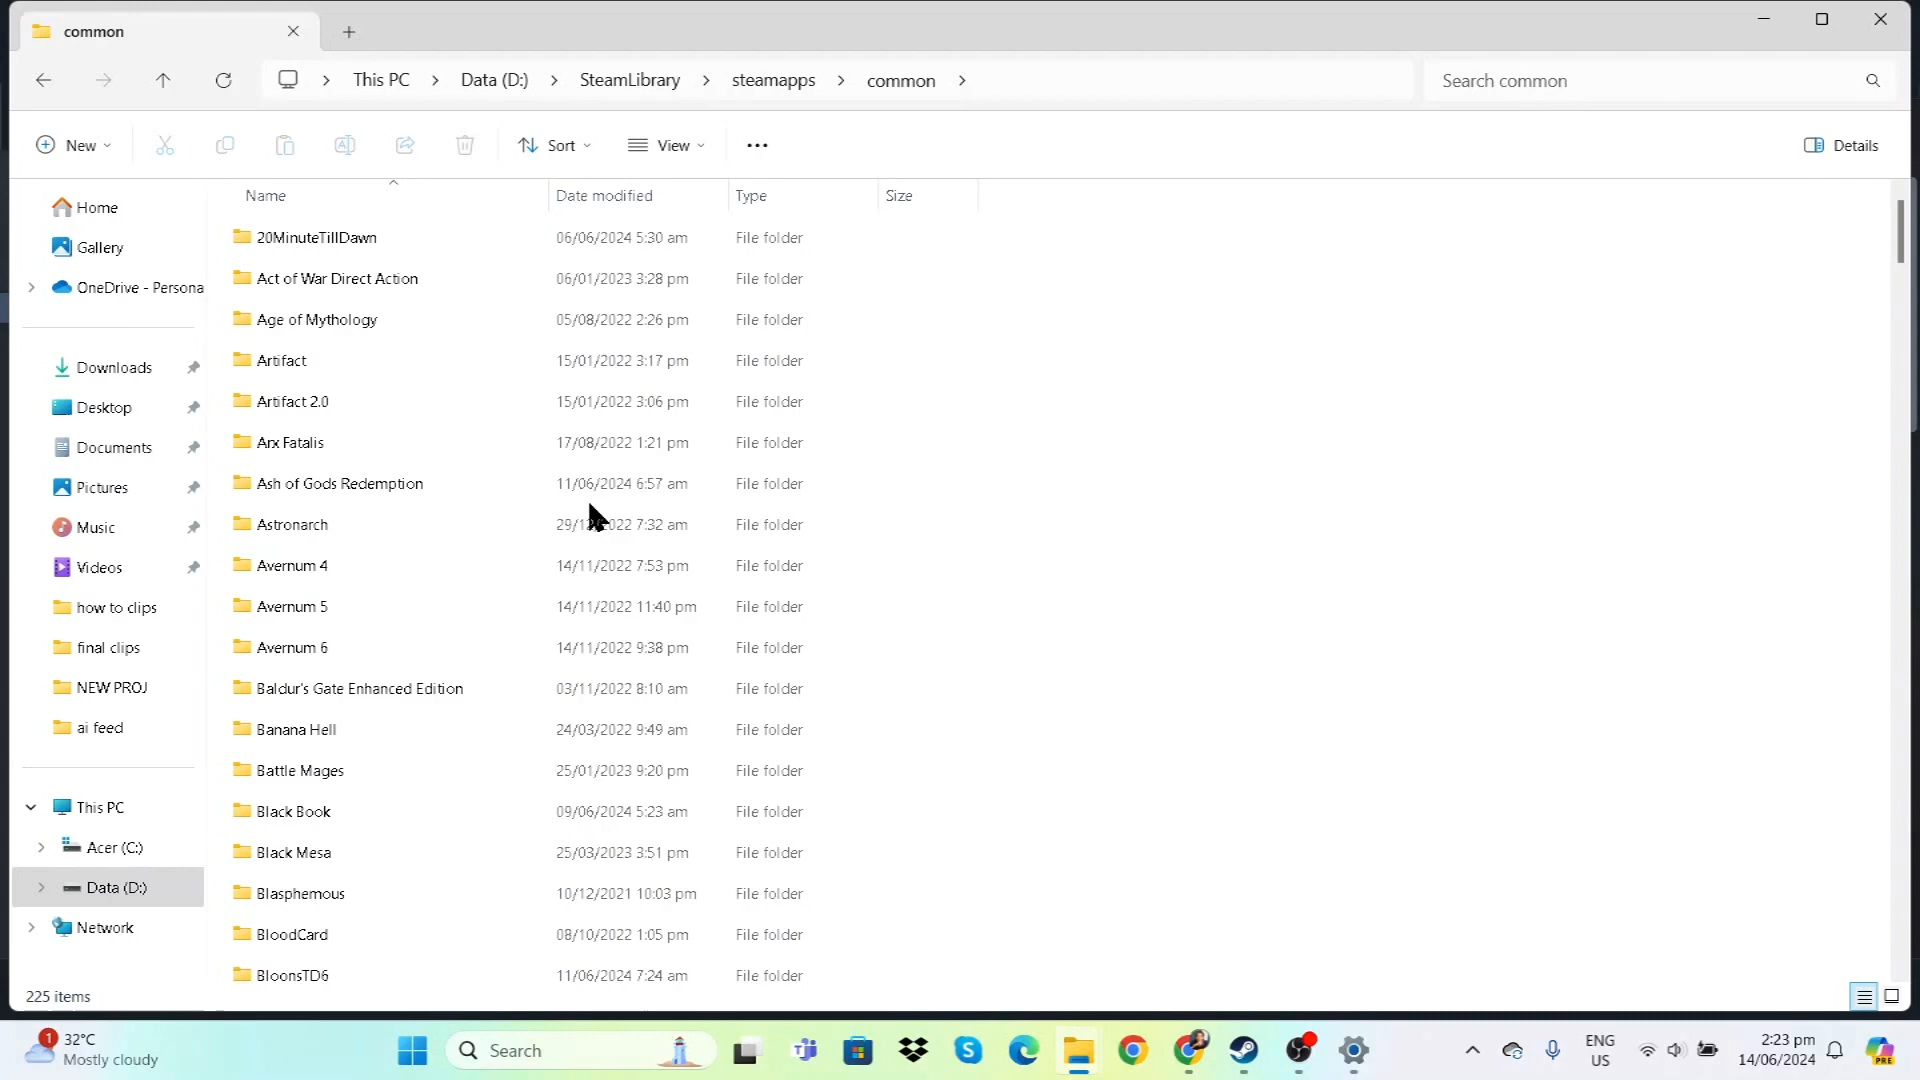 common
This PC
Data (D:)
SteamLibrary
steamapps
common
Search common
New
Sort
View
Details
Name
Date modified
Type
Size
Home
Gallery
OneDrive - Persona
Downloads
Desktop
Documents
Pictures
Music
Videos
how to clips
final clips
NEW PROJ
ai feed
This PC
Acer (C:)
Data (D:)
Network
20MinuteTillDawn 06/06/2024 5:30 am File folder
Act of War Direct Action 06/01/2023 3:28 pm File folder
Age of Mythology 05/08/2022 2:26 pm File folder
Artifact 15/01/2022 3:17 pm File folder
Artifact 2.0 15/01/2022 3:06 pm File folder
Arx Fatalis 17/08/2022 1:21 pm File folder
Ash of Gods Redemption 11/06/2024 6:57 am File folder
Astronarch 7:32 am File folder
Avernum 4 14/11/2022 7:53 pm File folder
Avernum 5 14/11/2022 11:40 pm File folder
Avernum 6 14/11/2022 9:38 pm File folder
Baldur's Gate Enhanced Edition 03/11/2022 8:10 am File folder
Banana Hell 24/03/2022 9:49 am File folder
Battle Mages 25/01/2023 9:20 pm File folder
Black Book 09/06/2024 5:23 am File folder
Black Mesa 25/03/2023 3:51 pm File folder
Blasphemous 10/12/2021 10:03 pm File folder
BloodCard 08/10/2022 1:05 pm File folder
BloonsTD6 11/06/2024 7:24 am File folder
225 items
1
32°C
Mostly cloudy
Search
ENG
US
2:23 pm
14/06/2024
PRE